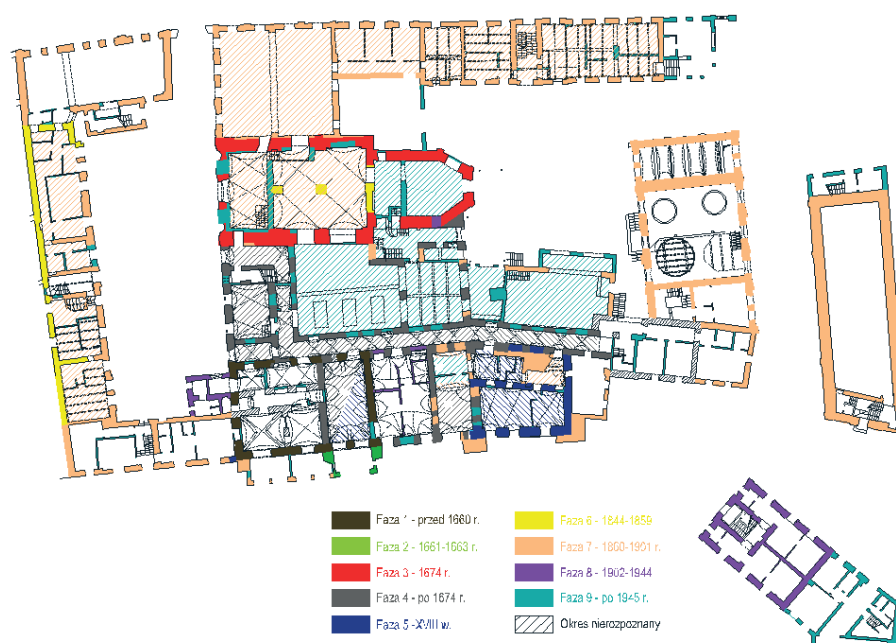 Faza 1 - przed 1660 r.
Faza 2 - 1661-1663 r.
Faza 3 - 1674 r.
Faza 4 - po 1674 r.
Faza 5 - XVIII w.
Faza 6 - 1844-1859
Faza 7 - 1860-1901 r.
Faza 8 - 1902-1944
Faza 9 - po 1945 r.
Okres nierozpoznany